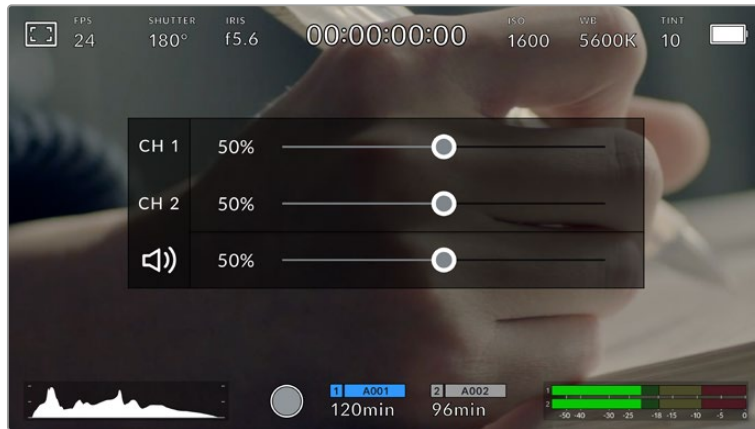 FPS SHUTTER IRIS ISO WB TINT
24 180° f5.6 00:00:00:00 1600 5600K 10
CH 1 50%
CH 2 50%
50%
1 A001 2 A002
120min 96min
1
2
-50 -40 -30 -25 -18 -15 -10 -5 0